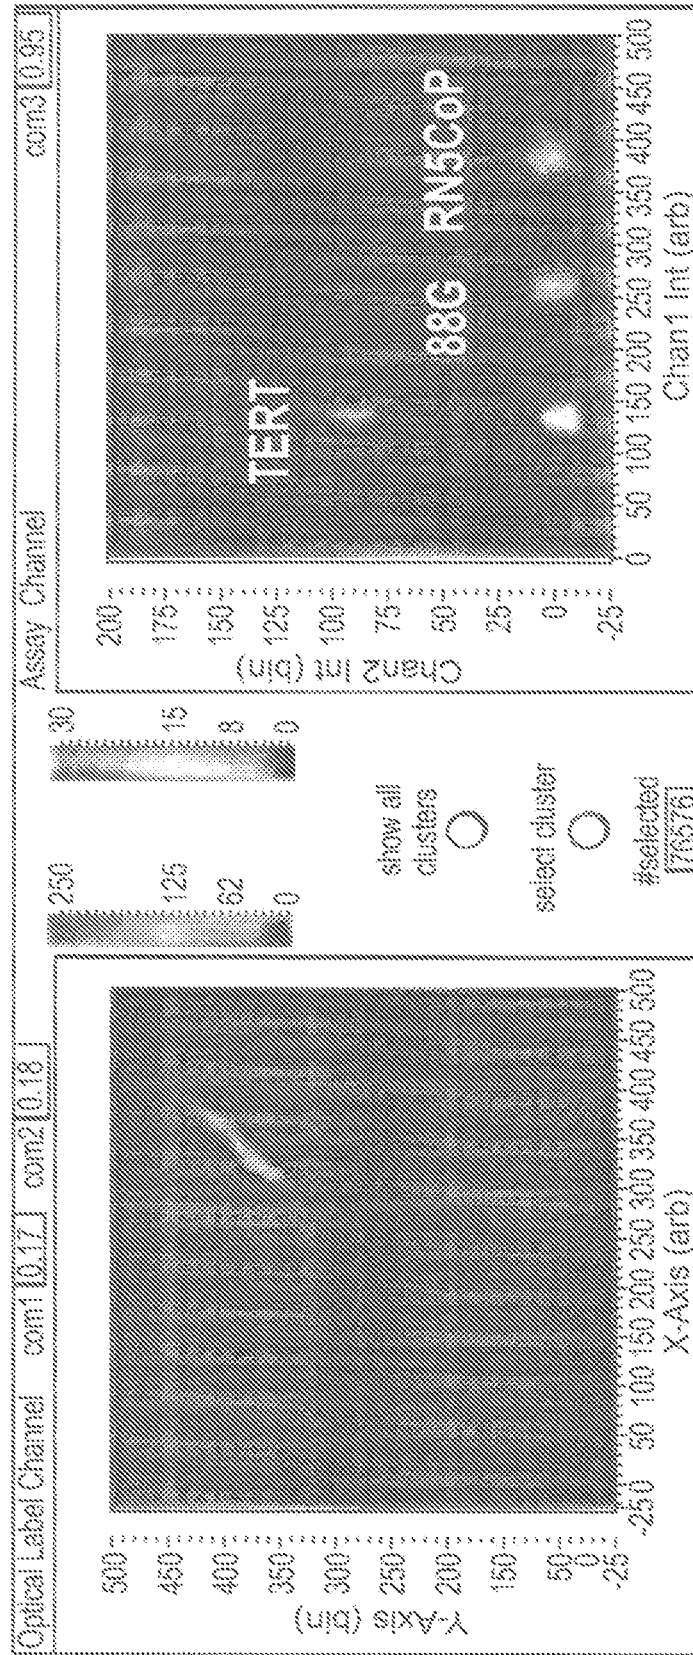 Optical Label Channel com1 0.17 com2 0.18
Assay Channel
com3 0.95
500
450
400
350
300
250
200
150
100
50
0
-25
Y-Axis (bin)
-250 50 100 150 200 250 300 350 400 450 500
X-Axis (arb)
250
125
62
0
30
15
8
0
show all
clusters
select cluster
#selected
76576
200
175
150
125
100
75
50
25
0
-25
Chan2 Int (bin)
TERT
88G
RN5CoP
0 50 100 150 200 250 300 350 400 450 500
Chan1 Int (arb)